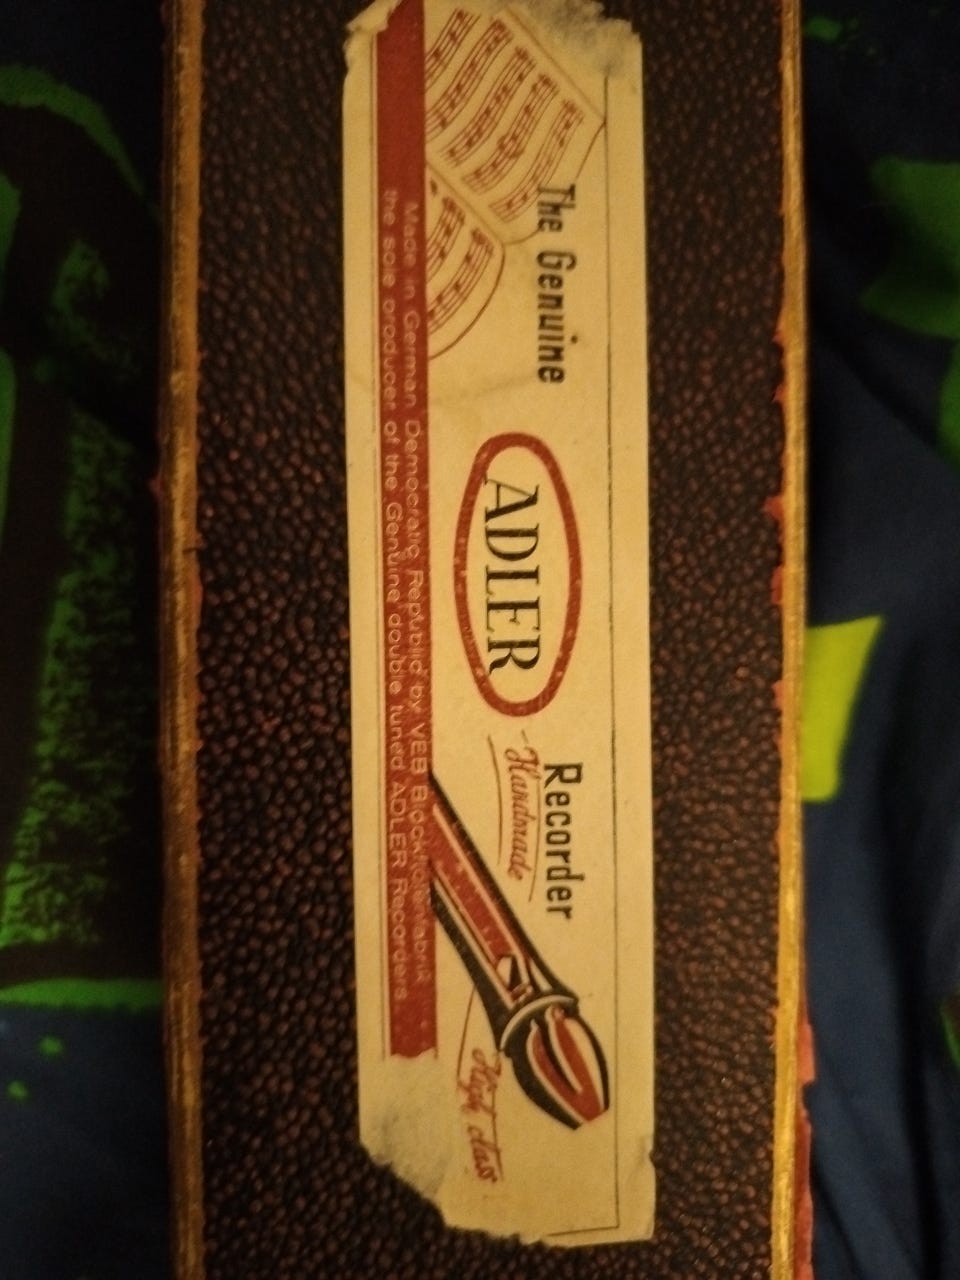 The Genuine
ADLER
Recorder
Handmade
High class
Made in German Democratic Republic by VEB Blockflötenfabrik
the sole producer of the Genuine double tuned ADLER Recorders